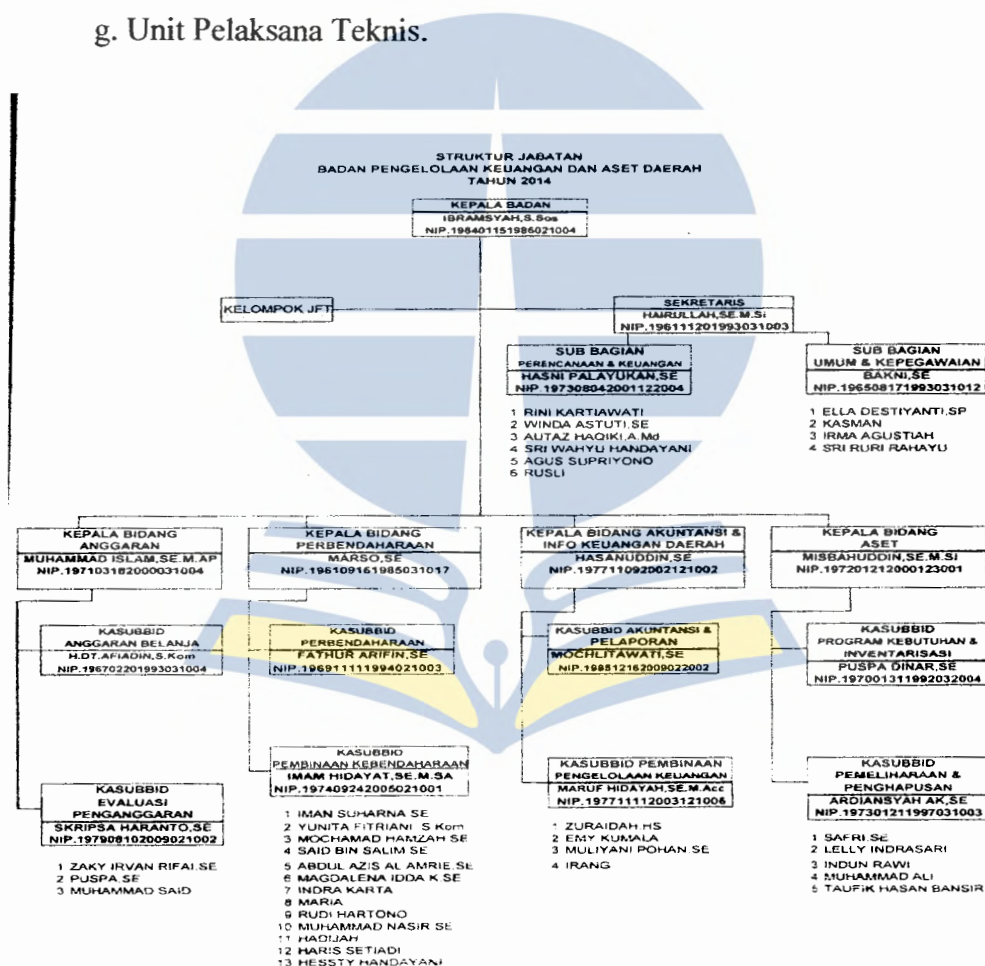 g. Unit Pelaksana Teknis.
STRUKTUR JABATAN
BADAN PENGELOLAAN KEUANGAN DAN ASET DAERAH
TAHUN 2014
KEPALA BADAN
IBRAMSYAH,S.Sos
NIP.196401151986021004
KELOMPOK JFT
SEKRETARIS
HAIRULLAH,SE.M.Si
NIP.196111201993031003
SUB BAGIAN
PERENCANAAN & KEUANGAN
HASNI PALAYUKAN,SE
NIP.197308042001122004
1 RINI KARTIAWATI
2 WINDA ASTUTI,SE
3 AUTAZ HAQIKI,A.Md
4 SRI WAHYU HANDAYANI
5 AGUS SUPRIYONO
6 RUSLI
SUB BAGIAN
UMUM & KEPEGAWAIAN
BAKNI,SE
NIP.196508171993031012
1 ELLA DESTIYANTI,SP
2 KASMAN
3 IRMA AGUSTIAH
4 SRI RURI RAHAYU
KEPALA BIDANG
ANGGARAN
MUHAMMAD ISLAM,SE.M.AP
NIP.197103182000031004
KASUBBID
ANGGARAN BELANJA
H.DT.AFIADIN,S.Kom
NIP.196702201993031004
KASUBBID
EVALUASI
PENGANGGARAN
SKRIPSA HARANTO,SE
NIP.197908102009021002
1 ZAKY IRVAN RIFAI,SE
2 PUSPA,SE
3 MUHAMMAD SAID
KEPALA BIDANG
PERBENDAHARAAN
MARSO,SE
NIP.196109161985031017
KASUBBID
PERBENDAHARAAN
FATHUR ARIFIN,SE
NIP.196911111994021003
KASUBBID
PEMBINAAN KEBENDAHARAAN
IMAM HIDAYAT,SE.M.SA
NIP.197409242005021001
1 IMAN SUHARNA SE
2 YUNITA FITRIANI S Kom
3 MOCHAMAD HAMZAH SE
4 SAID BIN SALIM SE
5 ABDUL AZIS AL AMRIE,SE
6 MAGDALENA IDDA K SE
7 INDRA KARTA
8 MARIA
9 RUDI HARTONO
10 MUHAMMAD NASIR SE
11 HADIJAH
12 HARIS SETIADI
13 HESSTY HANDAYANI
KEPALA BIDANG AKUNTANSI &
INFO KEUANGAN DAERAH
HASANUDDIN,SE
NIP.197711092002121002
KASUBBID AKUNTANSI &
PELAPORAN
MOCHLITAWATI,SE
NIP.198512162009022002
KASUBBID PEMBINAAN
PENGELOLAAN KEUANGAN
MARUF HIDAYAH,SE.M.Acc
NIP.197711112003121006
1 ZURAIDAH.HS
2 EMY KUMALA
3 MULIYANI POHAN.SE
4 IRANG
KEPALA BIDANG
ASET
MISBAHUDDIN,SE.M.SI
NIP.197201212000123001
KASUBBID
PROGRAM KEBUTUHAN &
INVENTARISASI
PUSPA DINAR,SE
NIP.197001311992032004
KASUBBID
PEMELIHARAAN &
PENGHAPUSAN
ARDIANSYAH AK,SE
NIP.197301211997031003
1 SAFRI.SE
2 LELLY INDRASARI
3 INDUN RAWI
4 MUHAMMAD ALI
5 TAUFIK HASAN BANSIR